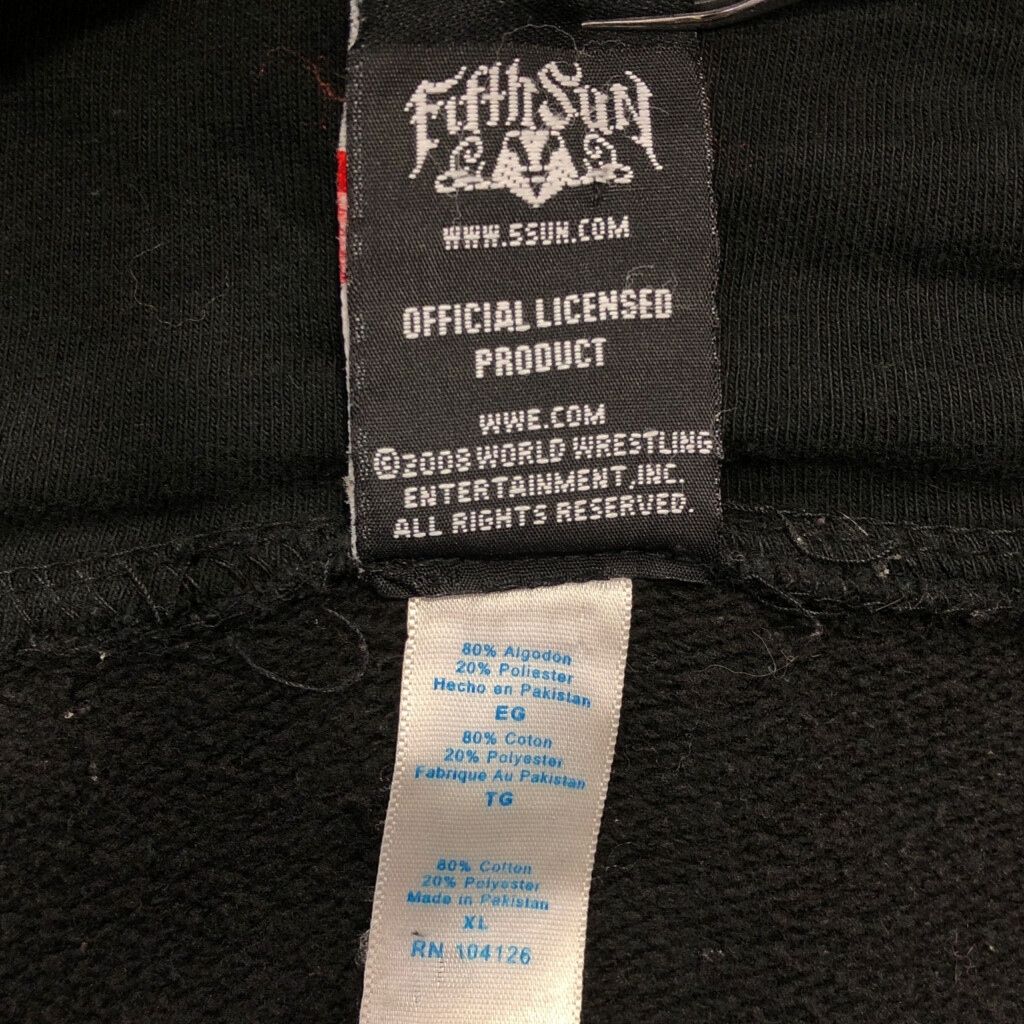 FifthSun
WWW.5SUN.COM
OFFICIAL LICENSED
PRODUCT
WWE.COM
©2008 WORLD WRESTLING
ENTERTAINMENT, INC.
ALL RIGHTS RESERVED.
80% Algodon
20% Poliester
Hecho en Pakistan
EG
80% Coton
20% Polyester
Fabrique Au Pakistan
TG
80% Cotton
20% Polyester
Made in Pakistan
XL
RN 104126